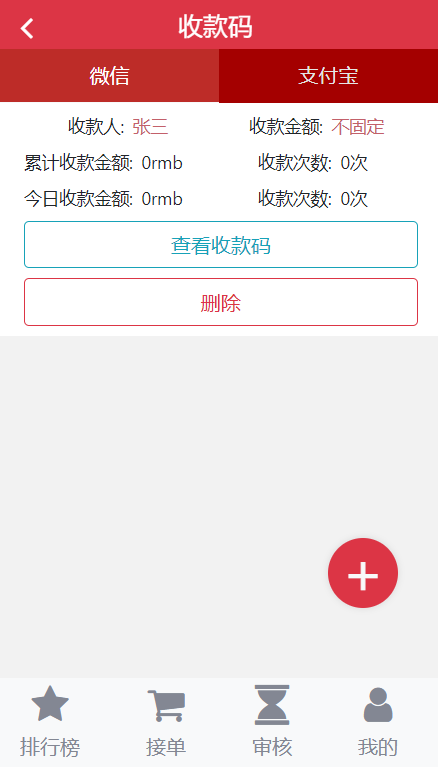 收款码
微信 支付宝
收款人: 张三 收款金额: 不固定
累计收款金额: 0rmb 收款次数: 0次
今日收款金额: 0rmb 收款次数: 0次
查看收款码
删除
排行榜 接单 审核 我的